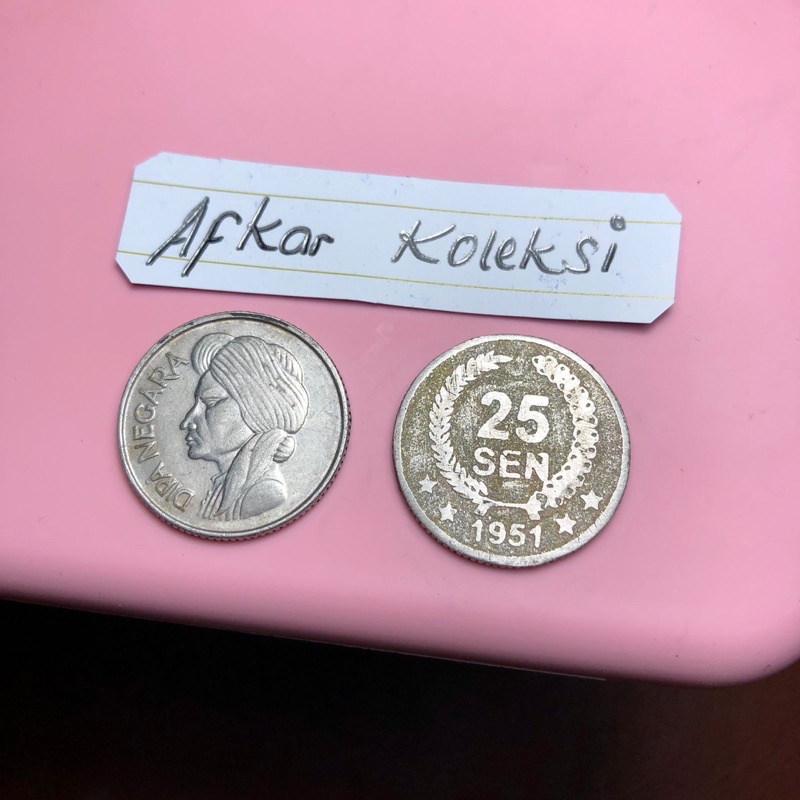 Afkar Koleksi
DIPA NEGARA
25
SEN
1951